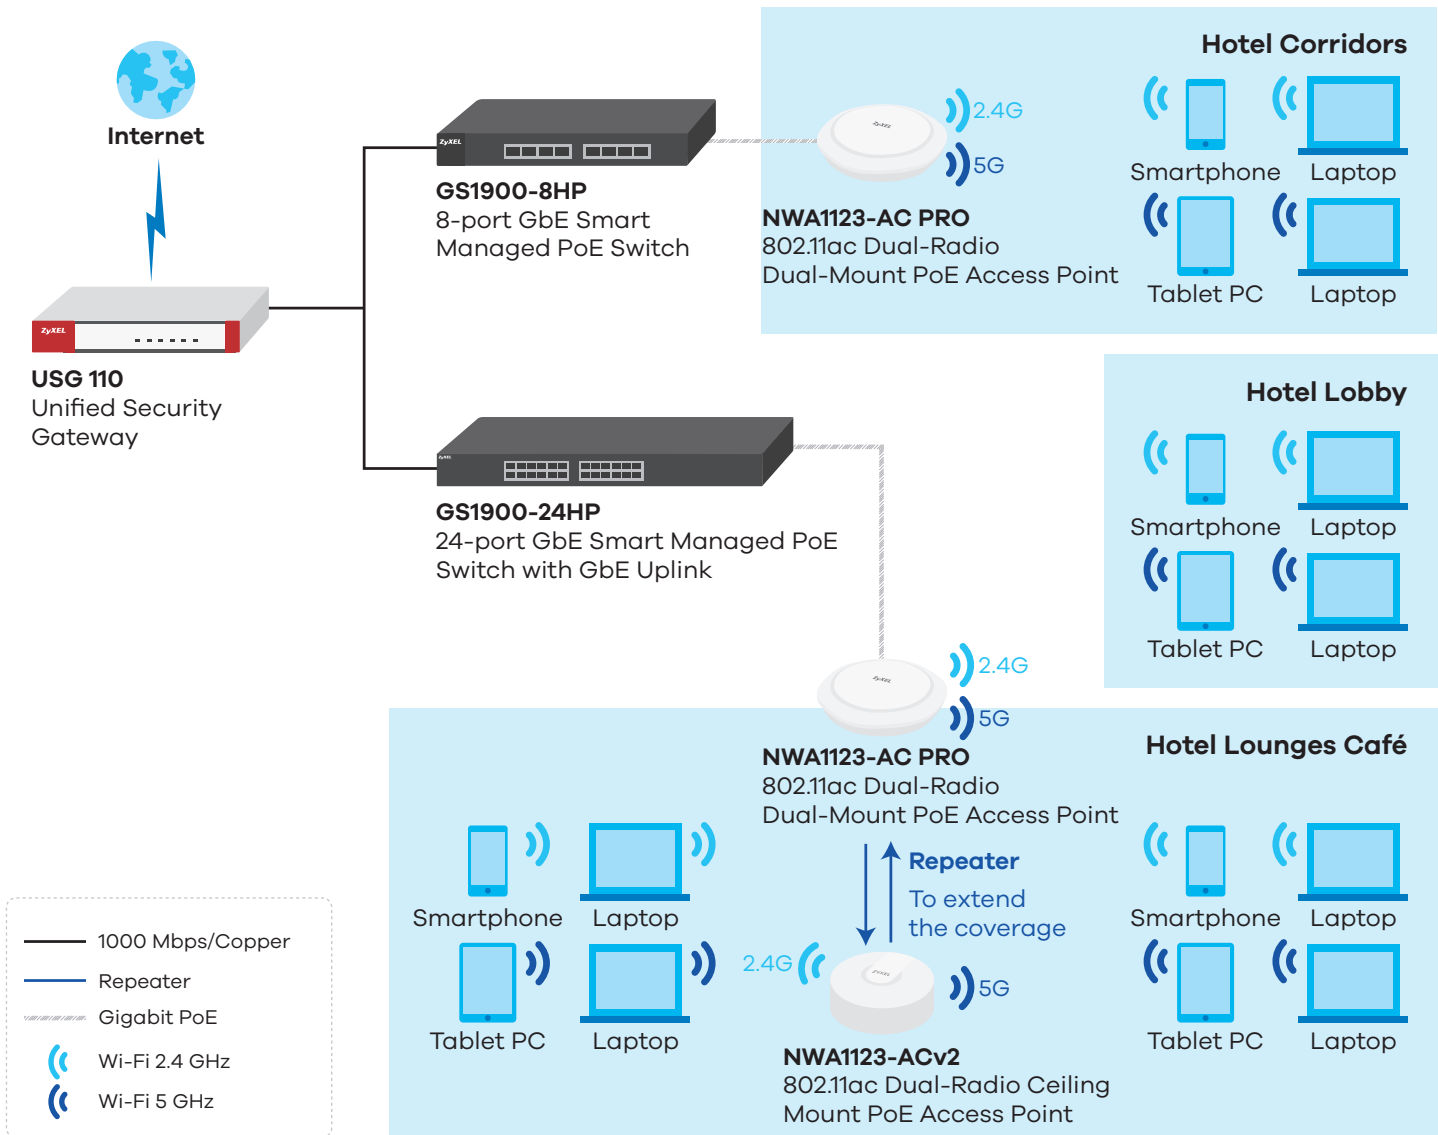 Internet
ZyXEL
USG 110
Unified Security
Gateway
ZyXEL
GS1900-8HP
8-port GbE Smart
Managed PoE Switch
ZyXEL
GS1900-24HP
24-port GbE Smart Managed PoE
Switch with GbE Uplink
Hotel Corridors
ZyXEL
2.4G
5G
NWA1123-AC PRO
802.11ac Dual-Radio
Dual-Mount PoE Access Point
Smartphone
Laptop
Tablet PC
Laptop
Hotel Lobby
Smartphone
Laptop
Tablet PC
Laptop
ZyXEL
2.4G
5G
Hotel Lounges Café
NWA1123-AC PRO
802.11ac Dual-Radio
Dual-Mount PoE Access Point
Repeater
To extend
the coverage
Smartphone
Laptop
Tablet PC
Laptop
2.4G
ZyXEL
5G
NWA1123-ACv2
802.11ac Dual-Radio Ceiling
Mount PoE Access Point
Smartphone
Laptop
Tablet PC
Laptop
1000 Mbps/Copper
Repeater
Gigabit PoE
Wi-Fi 2.4 GHz
Wi-Fi 5 GHz